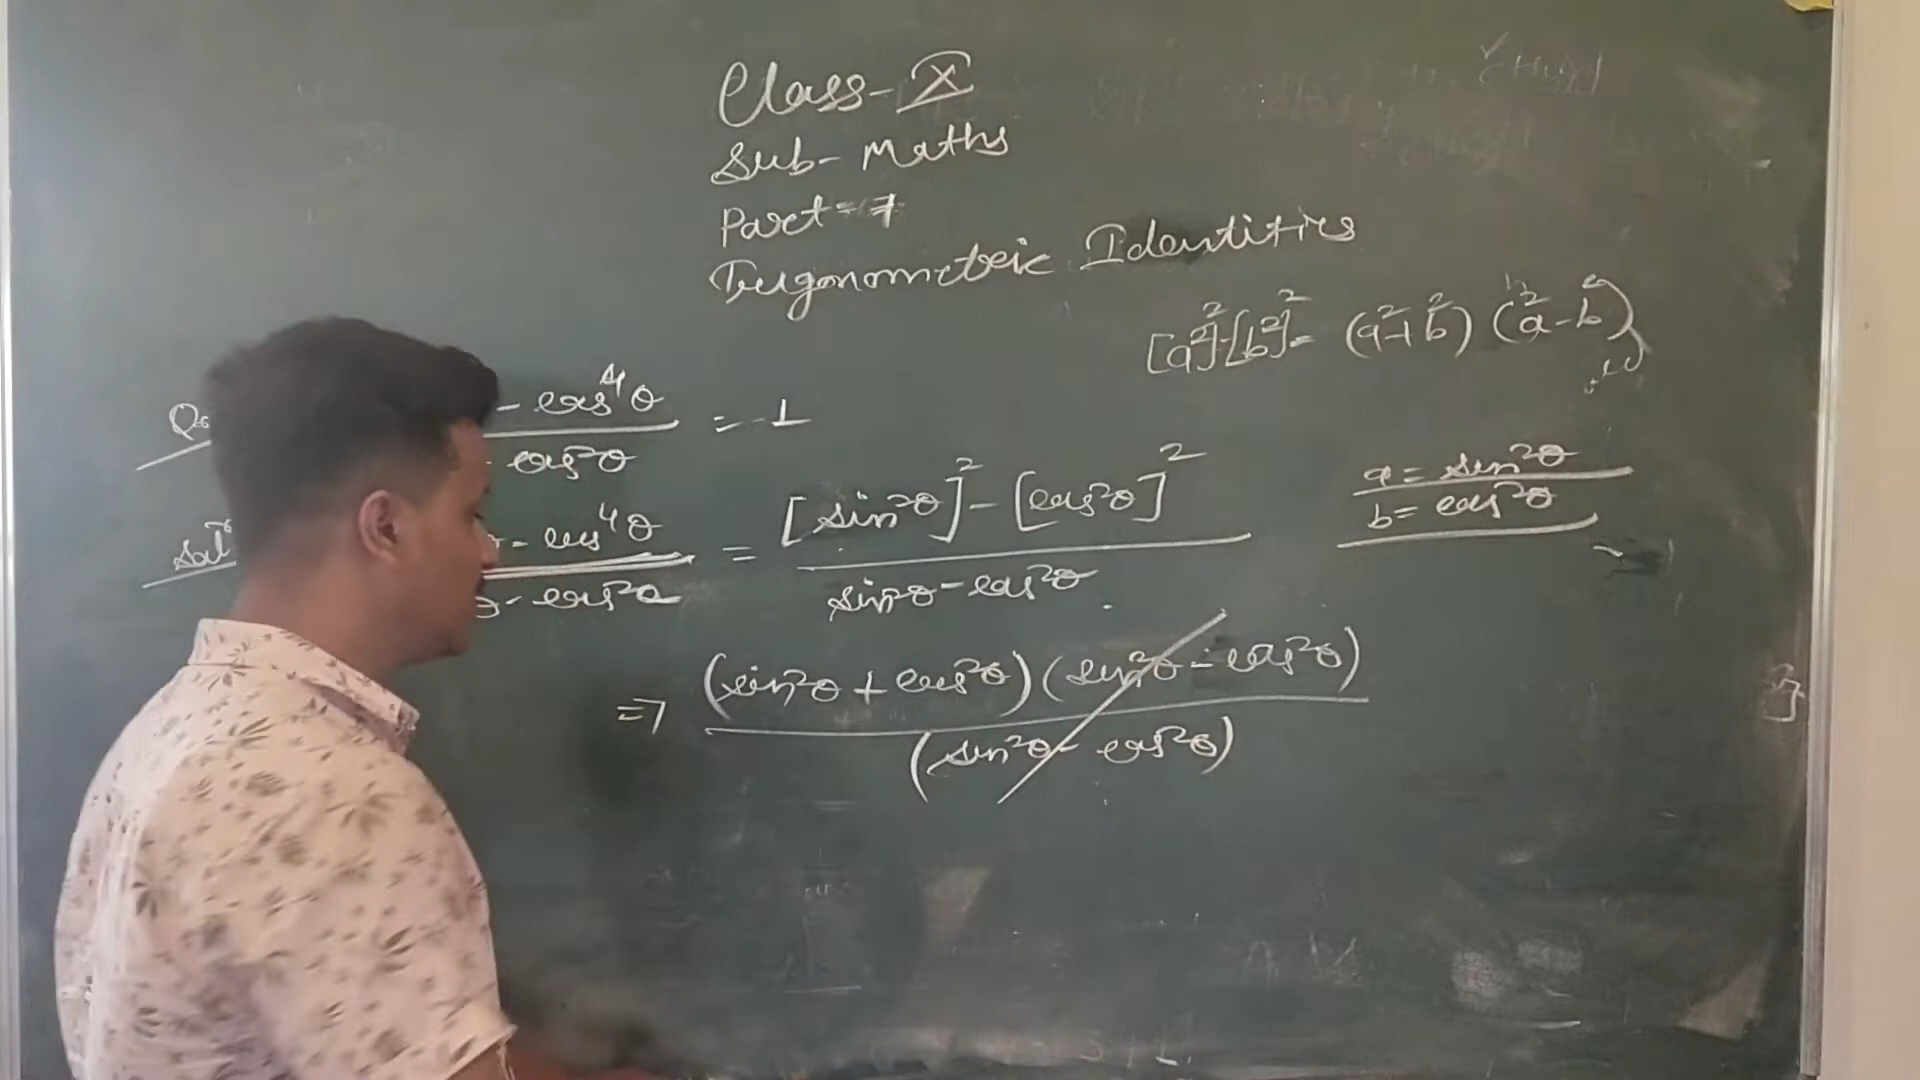 Class-X
Sub- Maths
Part-7
Trigonometric Identities
[a²]²-[b²]²= (a²+b²) (a²-b²)
- cos⁴θ = 1
cos²θ
a= sin²θ
b= cos²θ
- cos⁴θ = [sin²θ]²-[cos²θ]²
- cos²θ sin²θ-cos²θ
⇒ (sin²θ+cos²θ)(sin²θ-cos²θ)
(sin²θ- cos²θ)